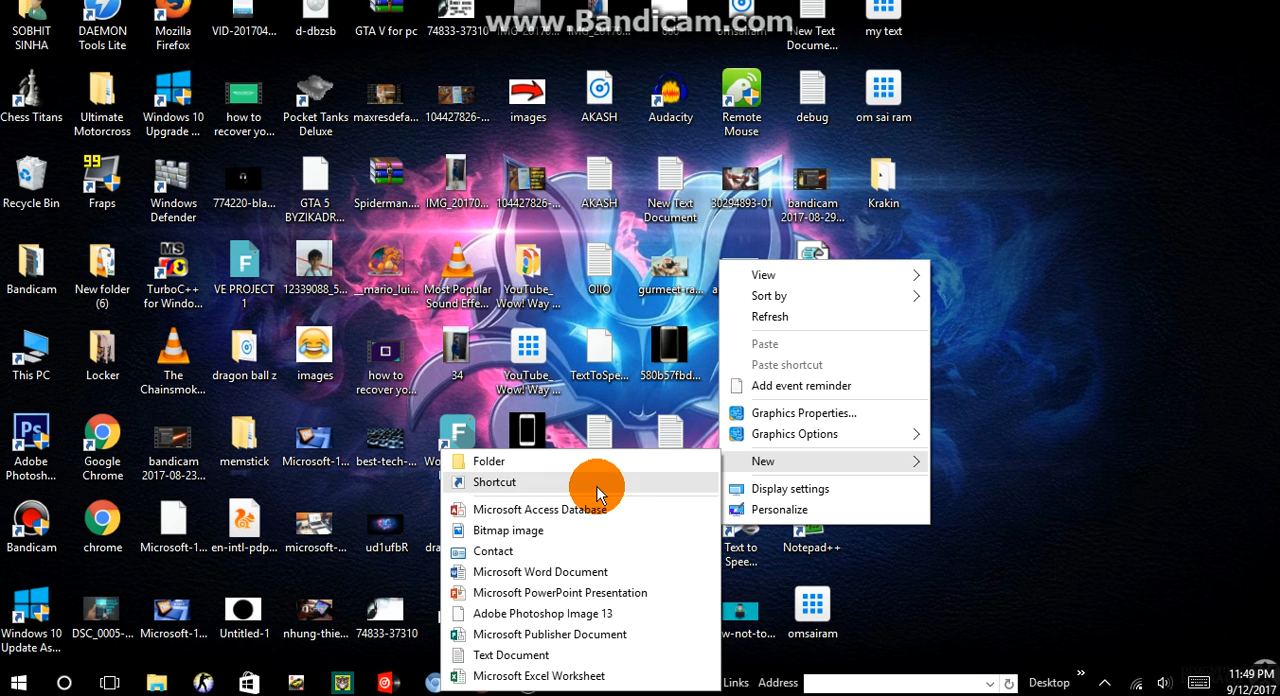 www.Bandicam.com
SOBHIT
SINHA
DAEMON
Tools Lite
Mozilla
Firefox
VID-201704...
d-dbzsb
GTA V for pc
74833-37310
IMG_201700...
omsairam
New Text
Docume...
my text
Chess Titans
Ultimate
Motorcross
Windows 10
Upgrade ...
how to
recover yo...
Pocket Tanks
Deluxe
maxresdefa...
104427826-...
images
AKASH
Audacity
Remote
Mouse
debug
om sai ram
Recycle Bin
99
Fraps
Windows
Defender
774220-bla...
GTA 5
BYZIKADR...
Spiderman....
IMG_20170...
104427826-...
AKASH
New Text
Document
30294893-01
bandicam
2017-08-29...
Krakin
Bandicam
New folder
(6)
MS
TurboC++
for Windo...
F
VE PROJECT
1
12339088_5...
__mario_lui...
Most Popular
Sound Effe...
YouTube_
Wow! Way ...
OIIO
gurmeet-ra...
This PC
Locker
The
Chainsmok...
dragon ball z
images
how to
recover yo...
34
YouTube_
Wow! Way ...
TextToSpe...
580b57fbd...
Ps
Adobe
Photosh...
Google
Chrome
bandicam
2017-08-23...
memstick
Microsoft-1...
best-tech-...
F
Bandicam
chrome
Microsoft-1...
en-intl-pdp...
microsoft-...
ud1ufbR
Text to
Spee...
Notepad++
Windows 10
Update As...
DSC_0005-...
Microsoft-1...
Untitled-1
nhung-thie...
74833-37310
w-not-to...
omsairam
View
Sort by
Refresh
Paste
Paste shortcut
Add event reminder
Graphics Properties...
Graphics Options
New
Display settings
Personalize
Folder
Shortcut
Microsoft Access Database
Bitmap image
Contact
Microsoft Word Document
Microsoft PowerPoint Presentation
Adobe Photoshop Image 13
Microsoft Publisher Document
Text Document
Microsoft Excel Worksheet
Links
Address
Desktop
11:49 PM
9/12/2017